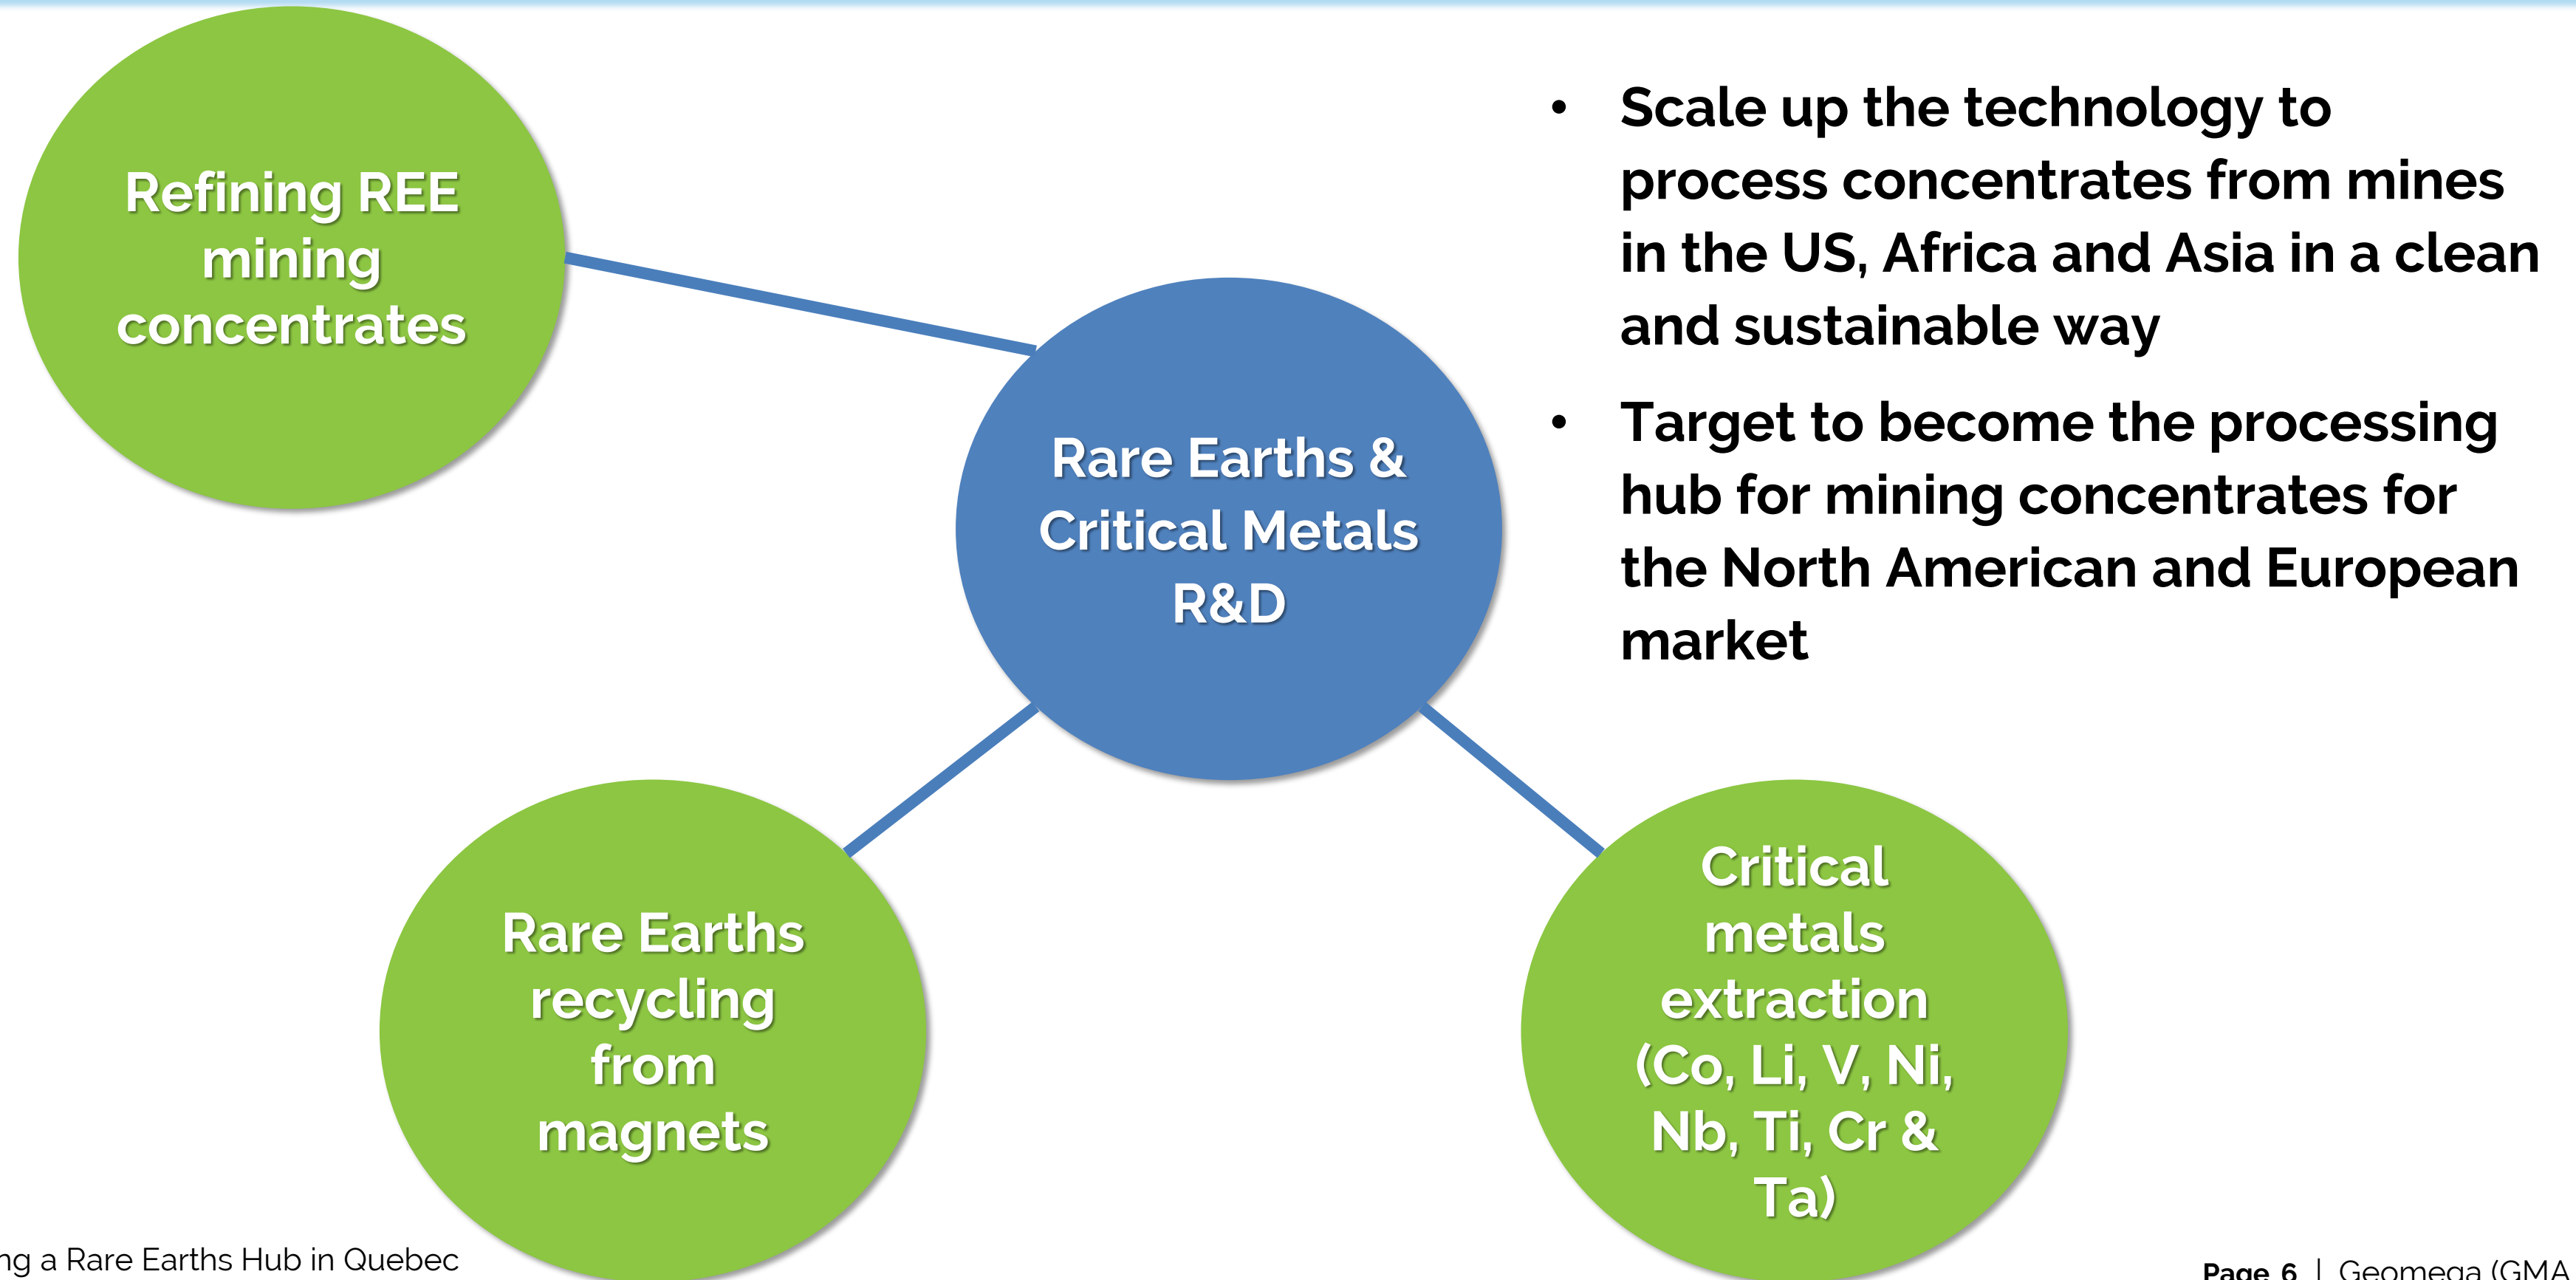 Refining REE
mining
concentrates
Rare Earths &
Critical Metals
R&D
• Scale up the technology to
process concentrates from mines
in the US, Africa and Asia in a clean
and sustainable way
• Target to become the processing
hub for mining concentrates for
the North American and European
market
Rare Earths
recycling
from
magnets
Critical
metals
extraction
(Co, Li, V, Ni,
Nb, Ti, Cr &
Ta)
ng a Rare Earths Hub in Quebec
Page 6 | Geomega (GMA